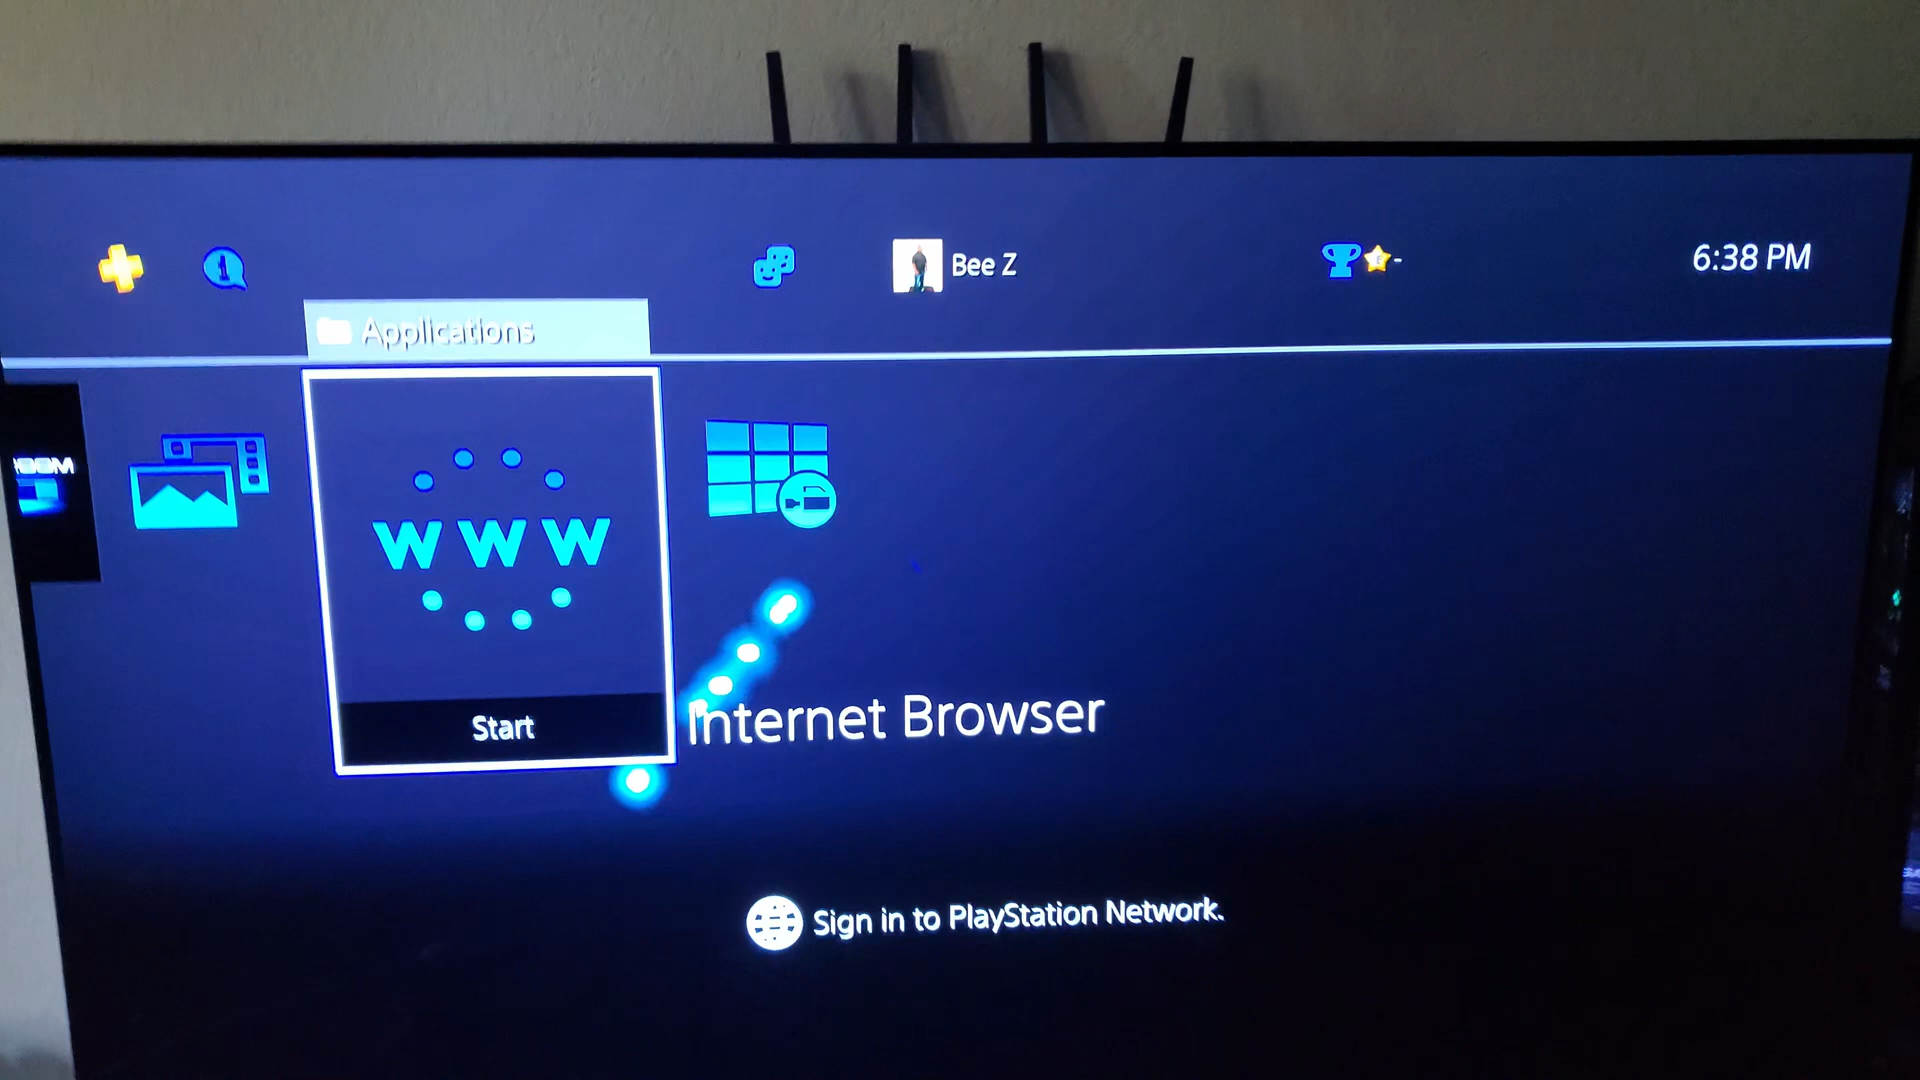 Bee Z
6:38 PM
Applications
WWW
Start
Internet Browser
Sign in to PlayStation Network.